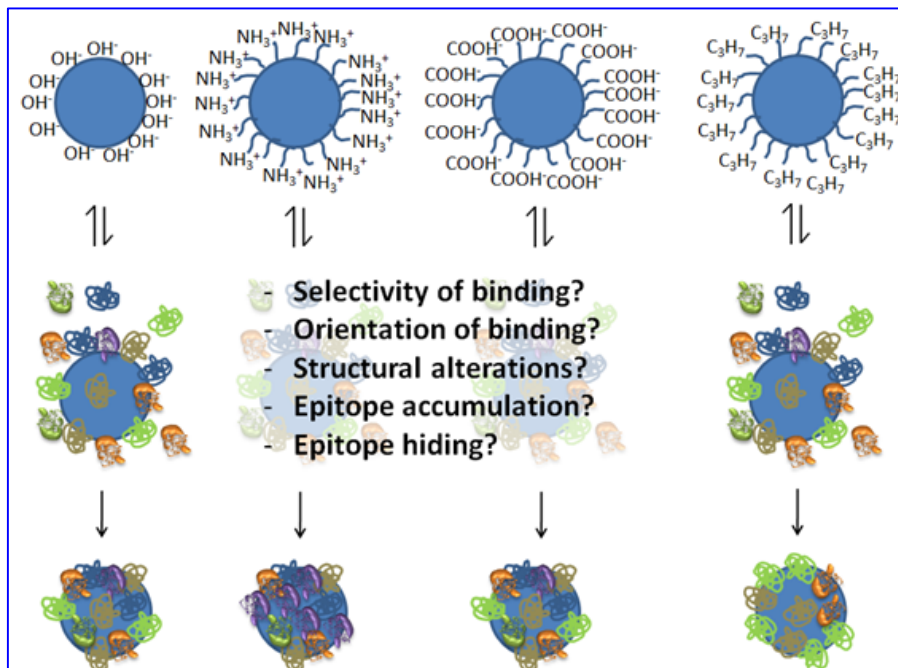 OH⁻
OH⁻ OH⁻
OH⁻ OH⁻
OH⁻ OH⁻
OH⁻ OH⁻
OH⁻
OH⁻ OH⁻
NH₃⁺ NH₃⁺ NH₃⁺
NH₃⁺ NH₃⁺
NH₃⁺ NH₃⁺
NH₃⁺ NH₃⁺
NH₃⁺ NH₃⁺
NH₃⁺ NH₃⁺
NH₃⁺ NH₃⁺
COOH⁻ COOH⁻
COOH⁻ COOH⁻
COOH⁻ COOH⁻
COOH⁻ COOH⁻
COOH⁻
COOH⁻ COOH⁻
COOH⁻ COOH⁻
COOH⁻ COOH⁻
C₃H₇ C₃H₇ C₃H₇
C₃H₇ C₃H₇
C₃H₇ C₃H₇
C₃H₇ C₃H₇
C₃H₇
C₃H₇ C₃H₇
C₃H₇ C₃H₇
C₃H₇ C₃H₇
- Selectivity of binding?
- Orientation of binding?
- Structural alterations?
- Epitope accumulation?
- Epitope hiding?